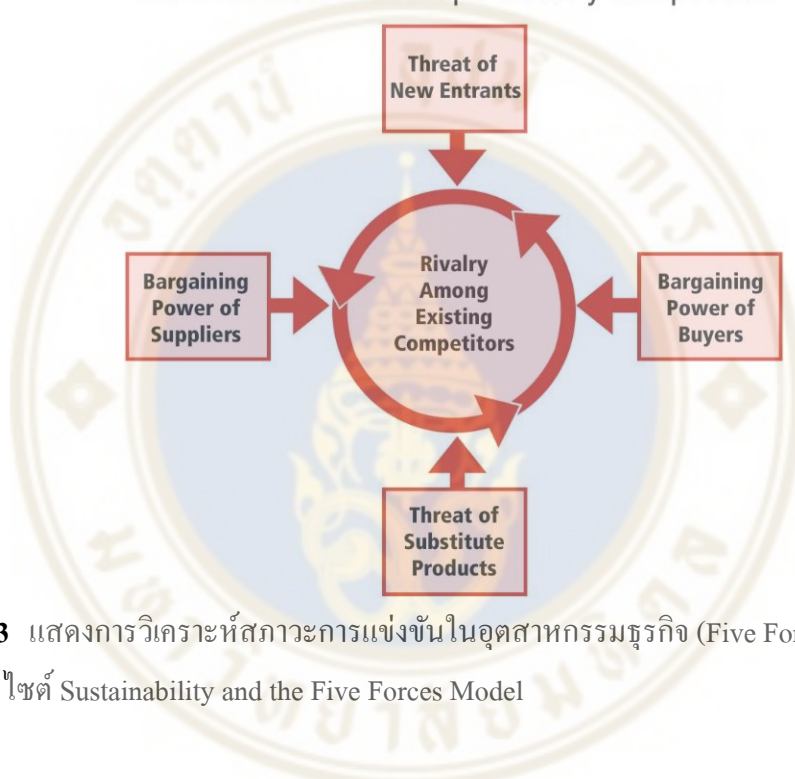 Threat of
New Entrants
Bargaining
Power of
Suppliers
Rivalry
Among
Existing
Competitors
Bargaining
Power of
Buyers
Threat of
Substitute
Products
3 แสดงการวิเคราะห์สภาวะการแข่งขันในอุตสาหกรรมธุรกิจ (Five For
ไซต์ Sustainability and the Five Forces Model